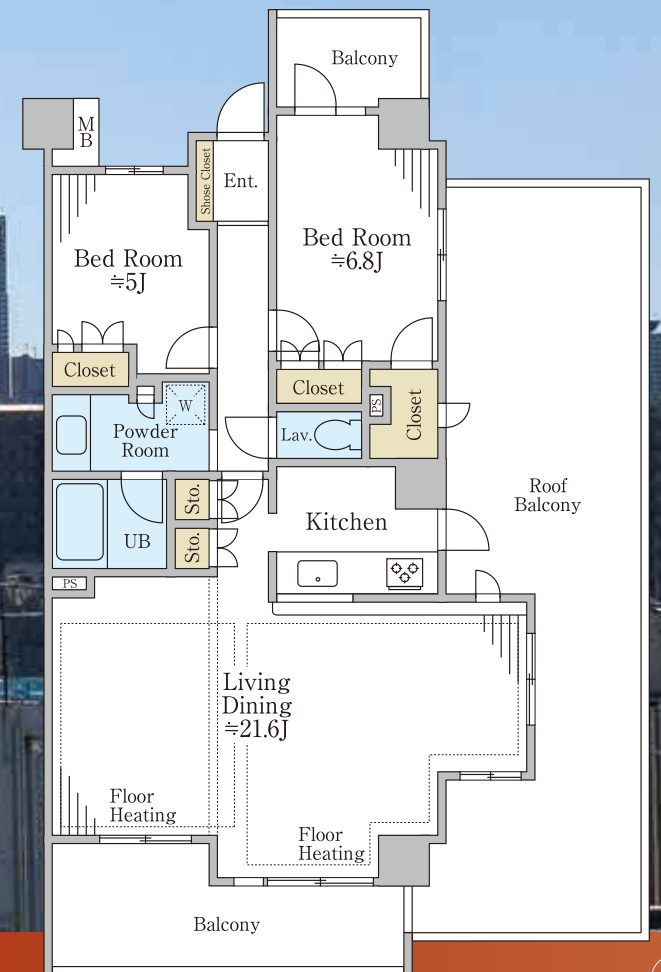 Balcony
M
B
Shose Closet
Ent.
Bed Room
≒5J
Bed Room
≒6.8J
Closet
Closet
PS
Closet
W
Powder
Room
Lav.
Sto.
Sto.
UB
PS
Kitchen
Roof
Balcony
Living
Dining
≒21.6J
Floor
Heating
Floor
Heating
Balcony